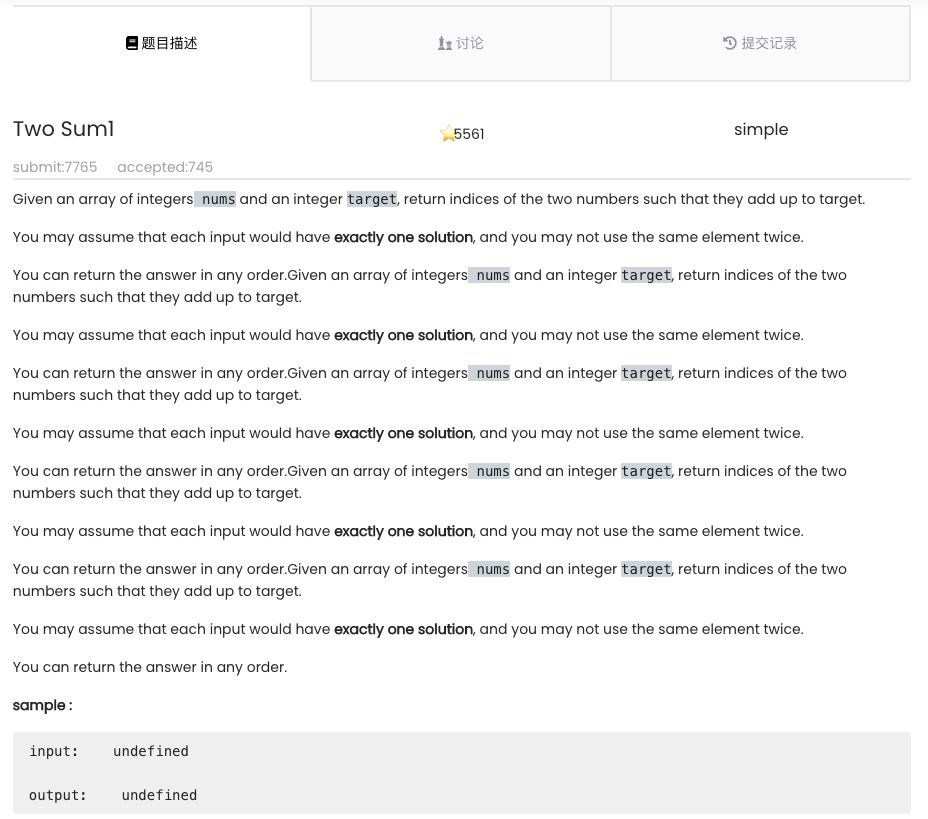 题目描述
讨论
提交记录
Two Sum1
5561
simple
submit:7765 accepted:745
Given an array of integers nums and an integer target, return indices of the two numbers such that they add up to target.
You may assume that each input would have exactly one solution, and you may not use the same element twice.
You can return the answer in any order.Given an array of integers nums and an integer target, return indices of the two
numbers such that they add up to target.
You may assume that each input would have exactly one solution, and you may not use the same element twice.
You can return the answer in any order.Given an array of integers nums and an integer target, return indices of the two
numbers such that they add up to target.
You may assume that each input would have exactly one solution, and you may not use the same element twice.
You can return the answer in any order.Given an array of integers nums and an integer target, return indices of the two
numbers such that they add up to target.
You may assume that each input would have exactly one solution, and you may not use the same element twice.
You can return the answer in any order.Given an array of integers nums and an integer target, return indices of the two
numbers such that they add up to target.
You may assume that each input would have exactly one solution, and you may not use the same element twice.
You can return the answer in any order.
sample :
input: undefined
output: undefined